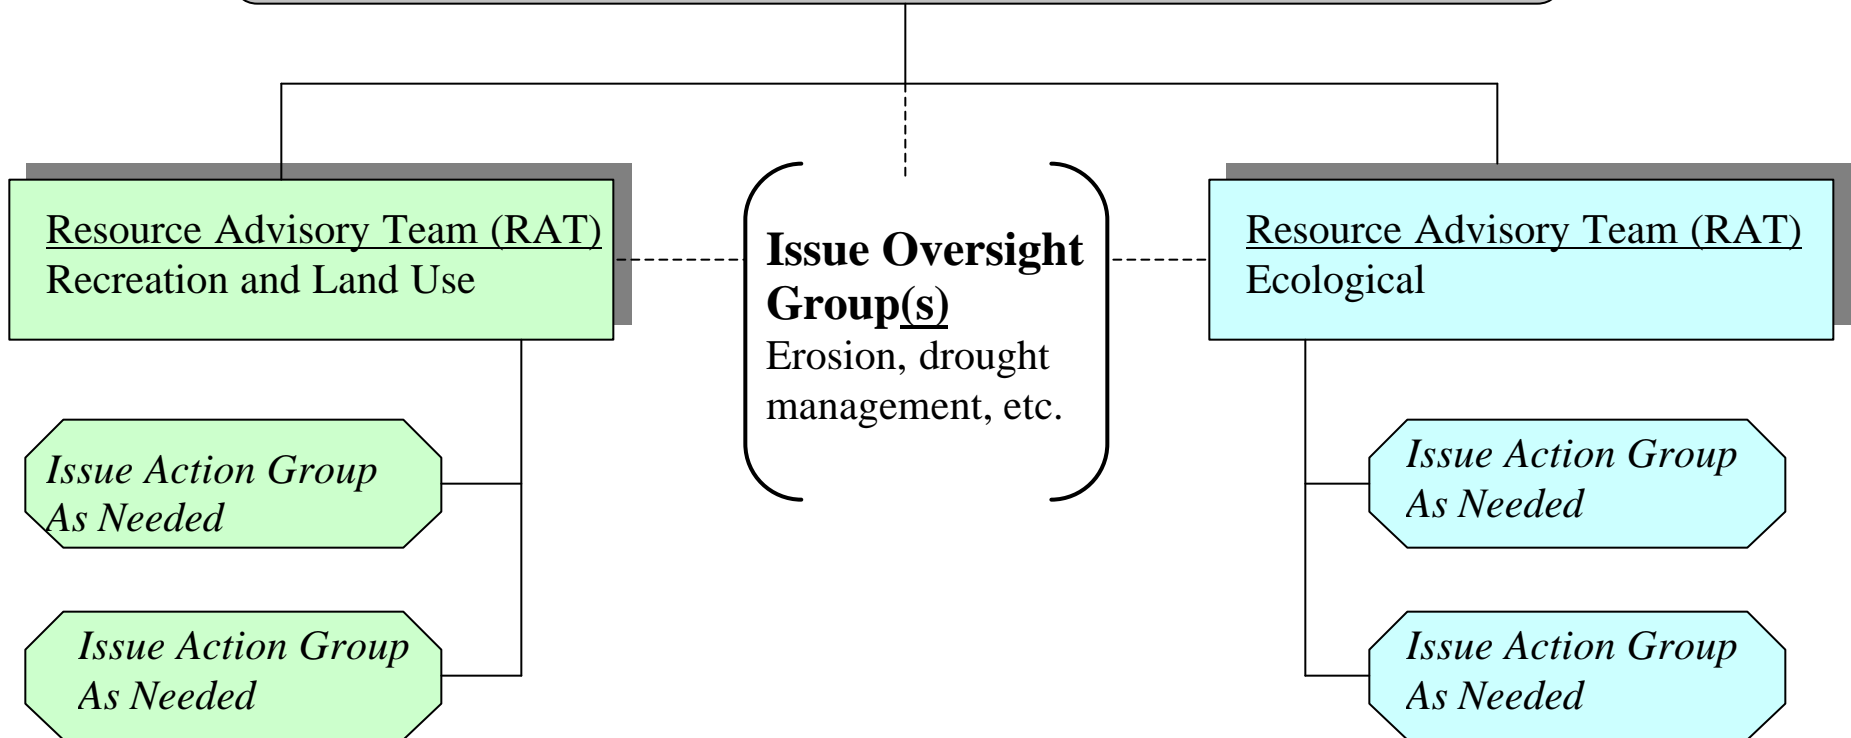 Resource Advisory Team (RAT)
Recreation and Land Use
Issue Oversight
Group(s)
Erosion, drought
management, etc.
Resource Advisory Team (RAT)
Ecological
Issue Action Group
As Needed
Issue Action Group
As Needed
Issue Action Group
As Needed
Issue Action Group
As Needed